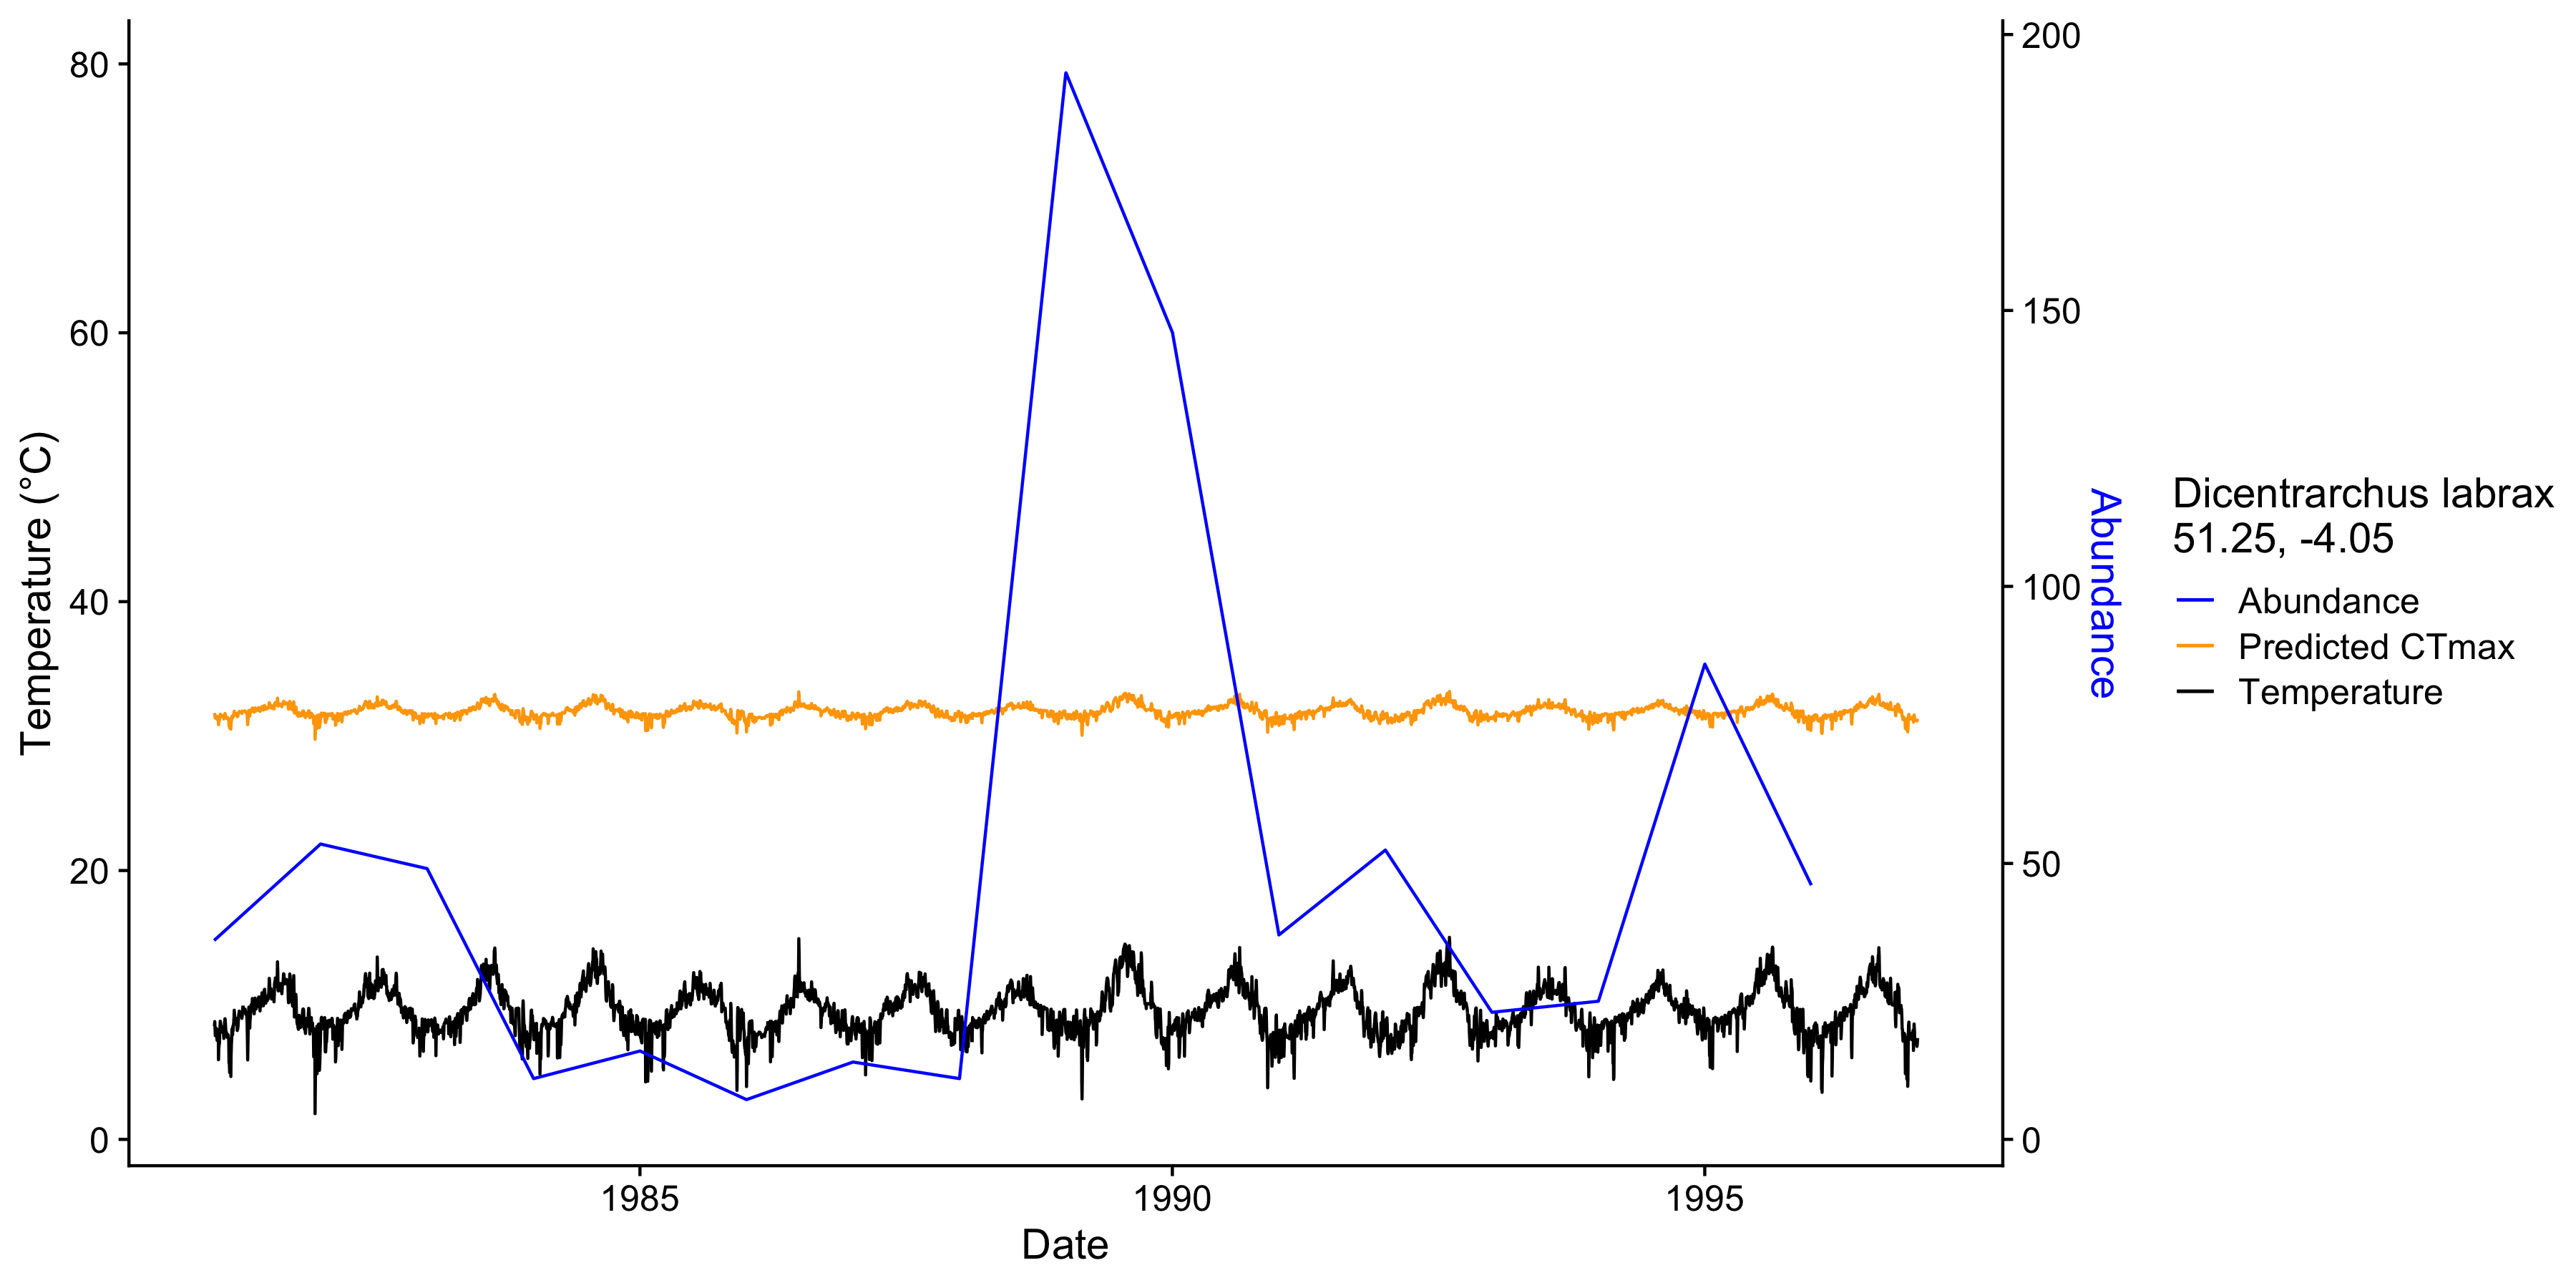 Temperature (°C)
80
60
40
20
0
1985
1990
1995
Date
200
150
100
50
0
Abundance
Dicentrarchus labrax
51.25, -4.05
Abundance
Predicted CTmax
Temperature